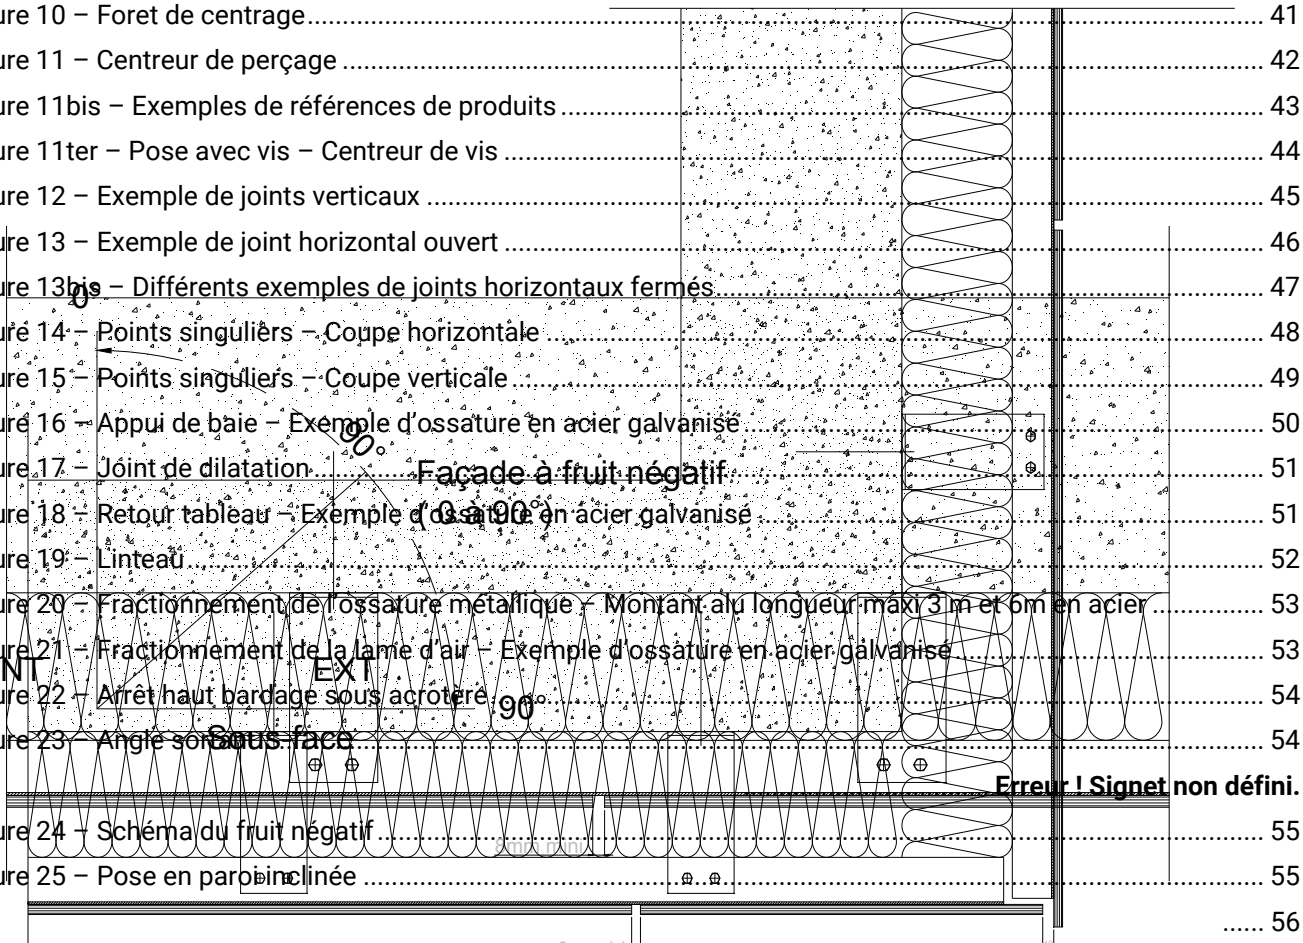 ure 10 – Foret de centrage 41
ure 11 – Centreur de perçage 42
ure 11bis – Exemples de références de produits 43
ure 11ter – Pose avec vis – Centreur de vis 44
ure 12 – Exemple de joints verticaux 45
ure 13 – Exemple de joint horizontal ouvert 46
ure 13bis – Différents exemples de joints horizontaux fermés 47
0°
ure 14 – Points singuliers – Coupe horizontale 48
ure 15 – Points singuliers – Coupe verticale 49
ure 16 – Appui de baie – Exemple d'ossature en acier galvanisé 50
90°
ure 17 – Joint de dilatation 51
Façade à fruit négatif
( 0 à 90°)
ure 18 – Retour tableau – Exemple d'ossature en acier galvanisé 51
ure 19 – Linteau 52
ure 20 – Fractionnement de l'ossature métallique – Montant alu longueur maxi 3 m et 6m en acier 53
ure 21 – Fractionnement de la lame d'air – Exemple d'ossature en acier galvanisé 53
NT
EXT
ure 22 – Arrêt haut bardage sous acrotère 54
90°
ure 23 – Angle sortant 54
Sous-face
Erreur ! Signet non défini.
ure 24 – Schéma du fruit négatif 55
8mm mini
ure 25 – Pose en paroi inclinée 55
56